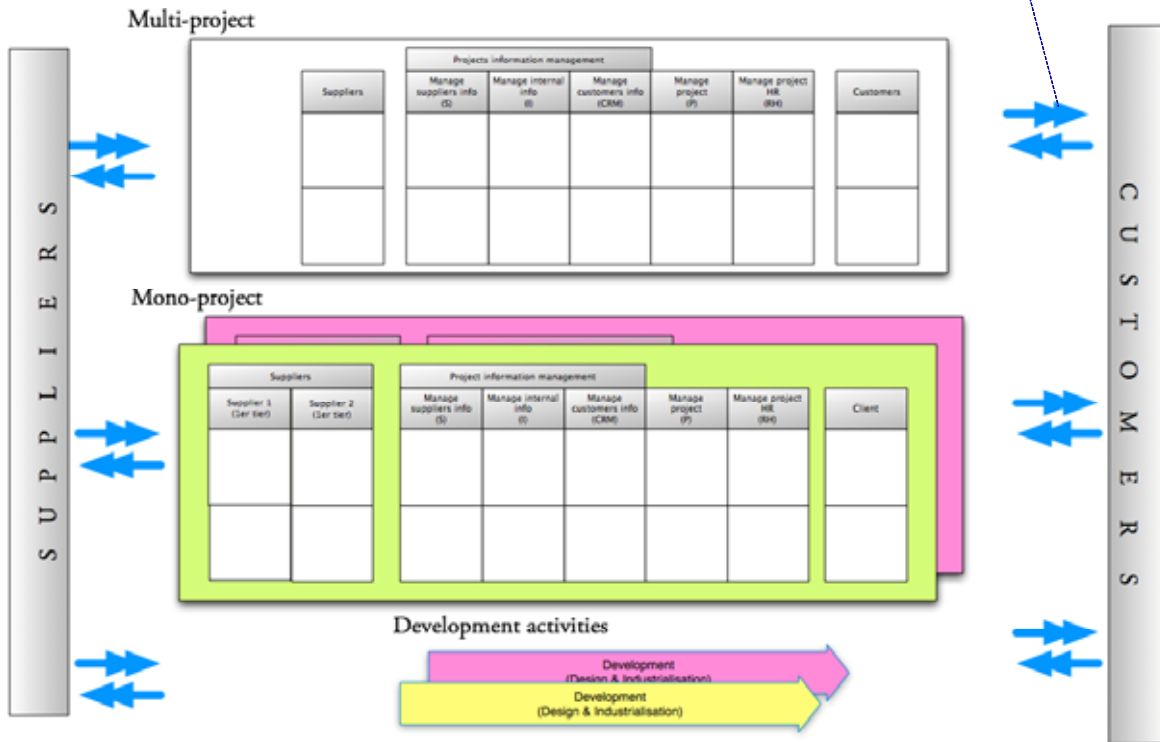 Multi-project
Projects information management
Suppliers
Manage
suppliers info
(S)
Manage internal
info
(I)
Manage
customers info
(CRM)
Manage
project
(P)
Manage project
HR
(RH)
Customers
SUPPLIERS
CUSTOMERS
Mono-project
Suppliers
Project information management
Supplier 1
(1er tier)
Supplier 2
(1er tier)
Manage
suppliers info
(S)
Manage internal
info
(I)
Manage
customers info
(CRM)
Manage
project
(P)
Manage project
HR
(RH)
Client
Development activities
Development
(Design & Industrialisation)
Development
(Design & Industrialisation)